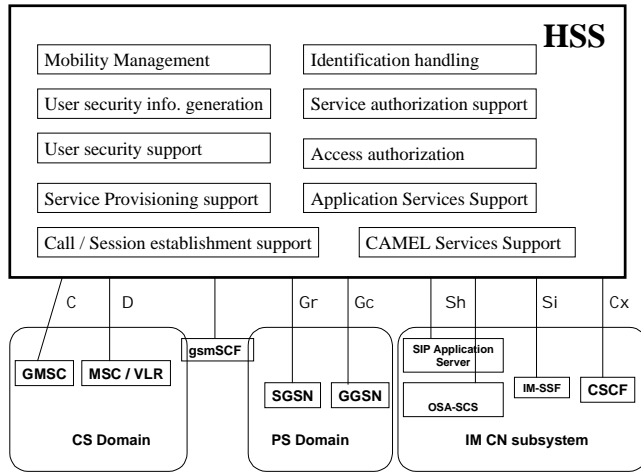 HSS
Mobility Management
Identification handling
User security info. generation
Service authorization support
User security support
Access authorization
Service Provisioning support
Application Services Support
Call / Session establishment support
CAMEL Services Support
C
D
Gr
Gc
Sh
Si
Cx
gsmSCF
SIP Application
Server
GMSC
MSC / VLR
SGSN
GGSN
OSA-SCS
IM-SSF
CSCF
CS Domain
PS Domain
IM CN subsystem